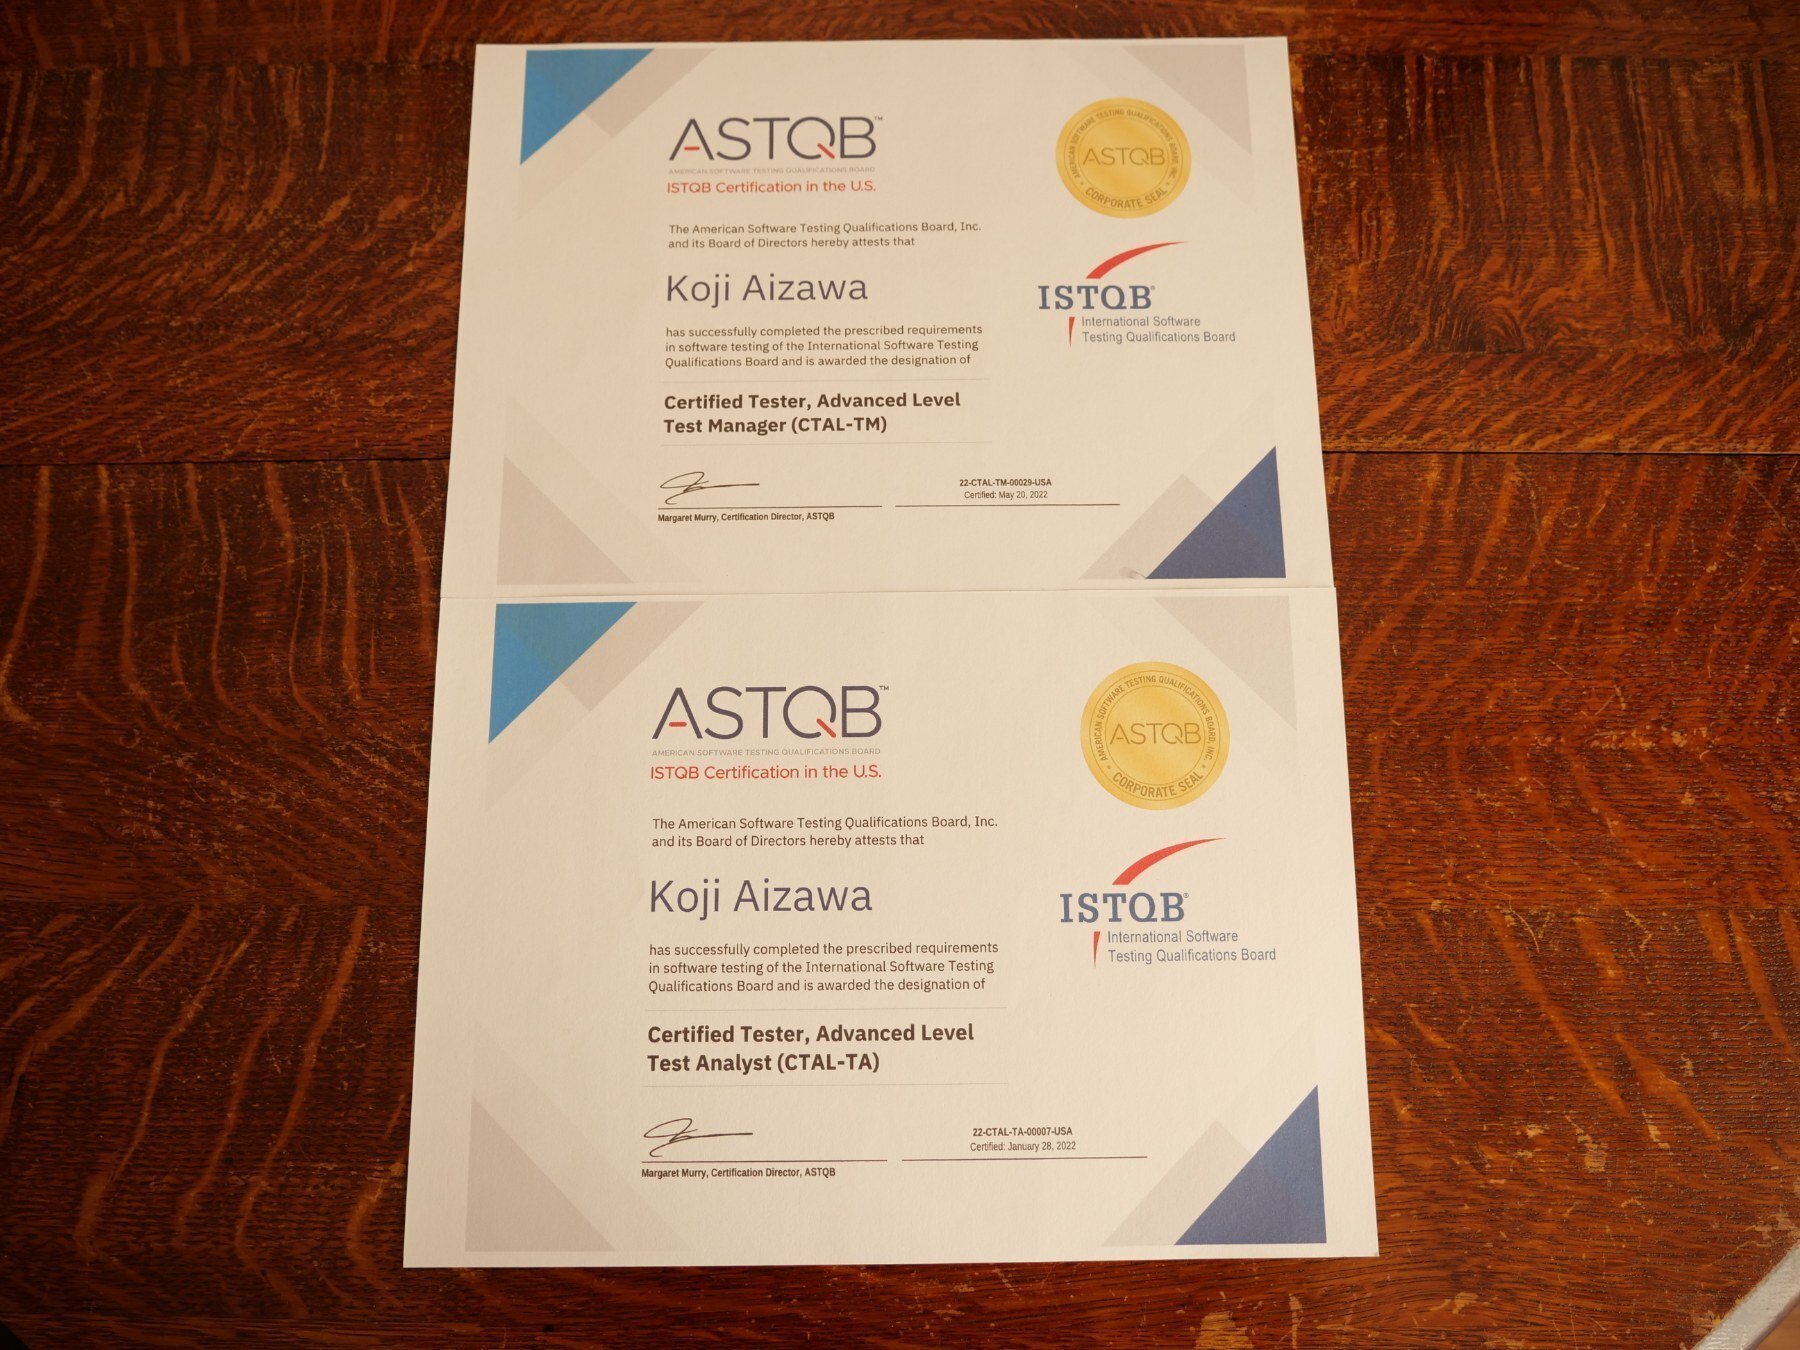 ASTQB™
AMERICAN SOFTWARE TESTING QUALIFICATIONS BOARD
ISTQB Certification in the U.S.
AMERICAN SOFTWARE TESTING QUALIFICATIONS BOARD, INC.
ASTQB
CORPORATE SEAL
The American Software Testing Qualifications Board, Inc.
and its Board of Directors hereby attests that
Koji Aizawa
ISTQB®
International Software
Testing Qualifications Board
has successfully completed the prescribed requirements
in software testing of the International Software Testing
Qualifications Board and is awarded the designation of
Certified Tester, Advanced Level
Test Manager (CTAL-TM)
22-CTAL-TM-00029-USA
Certified: May 20, 2022
Margaret Murry, Certification Director, ASTQB
ASTQB™
AMERICAN SOFTWARE TESTING QUALIFICATIONS BOARD
ISTQB Certification in the U.S.
AMERICAN SOFTWARE TESTING QUALIFICATIONS BOARD, INC.
ASTQB
CORPORATE SEAL
The American Software Testing Qualifications Board, Inc.
and its Board of Directors hereby attests that
Koji Aizawa
ISTQB®
International Software
Testing Qualifications Board
has successfully completed the prescribed requirements
in software testing of the International Software Testing
Qualifications Board and is awarded the designation of
Certified Tester, Advanced Level
Test Analyst (CTAL-TA)
22-CTAL-TA-00007-USA
Certified: January 28, 2022
Margaret Murry, Certification Director, ASTQB